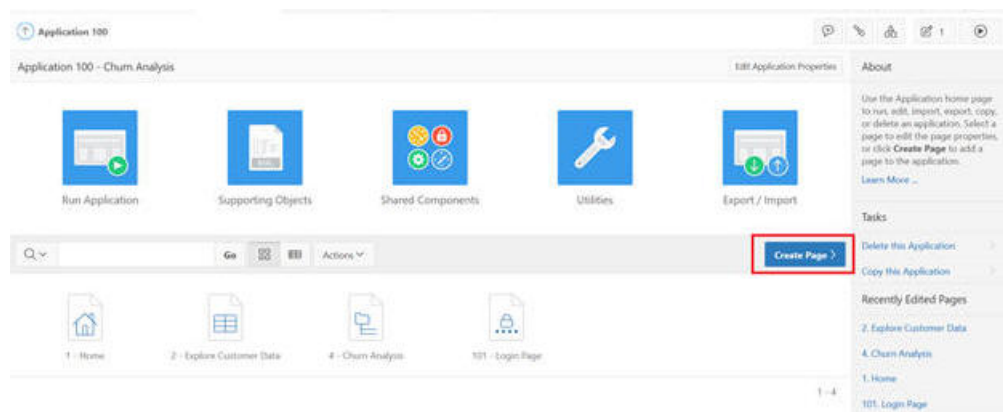 Application 100
1
Application 100 - Churn Analysis
Edit Application Properties
Run Application
Supporting Objects
Shared Components
Utilities
Export / Import
Go
Actions
Create Page
1 - Home
2 - Explore Customer Data
4 - Churn Analysis
101 - Login Page
1 - 4
About
Use the Application home page
to run, edit, import, export, copy,
or delete an application. Select a
page to edit the page properties,
or click Create Page to add a
page to the application.
Learn More ...
Tasks
Delete this Application
Copy this Application
Recently Edited Pages
2. Explore Customer Data
4. Churn Analysis
1. Home
101. Login Page